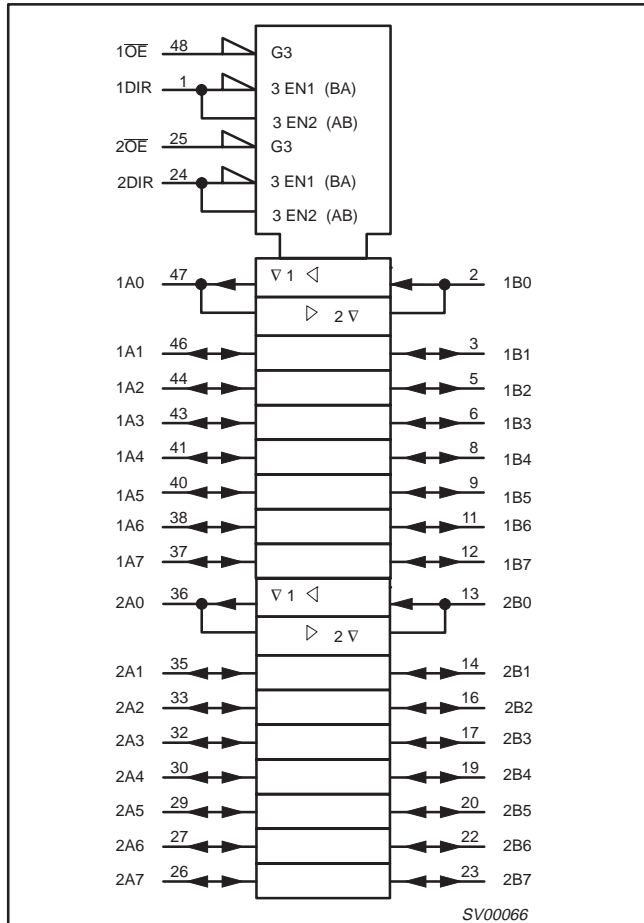 1O̅E̅ 48 G3
1DIR 1 3 EN1 (BA)
3 EN2 (AB)
2O̅E̅ 25 G3
2DIR 24 3 EN1 (BA)
3 EN2 (AB)
1A0 47 ∇ 1 ◁ 2 1B0
▷ 2 ∇
1A1 46 3 1B1
1A2 44 5 1B2
1A3 43 6 1B3
1A4 41 8 1B4
1A5 40 9 1B5
1A6 38 11 1B6
1A7 37 12 1B7
2A0 36 ∇ 1 ◁ 13 2B0
▷ 2 ∇
2A1 35 14 2B1
2A2 33 16 2B2
2A3 32 17 2B3
2A4 30 19 2B4
2A5 29 20 2B5
2A6 27 22 2B6
2A7 26 23 2B7
SV00066